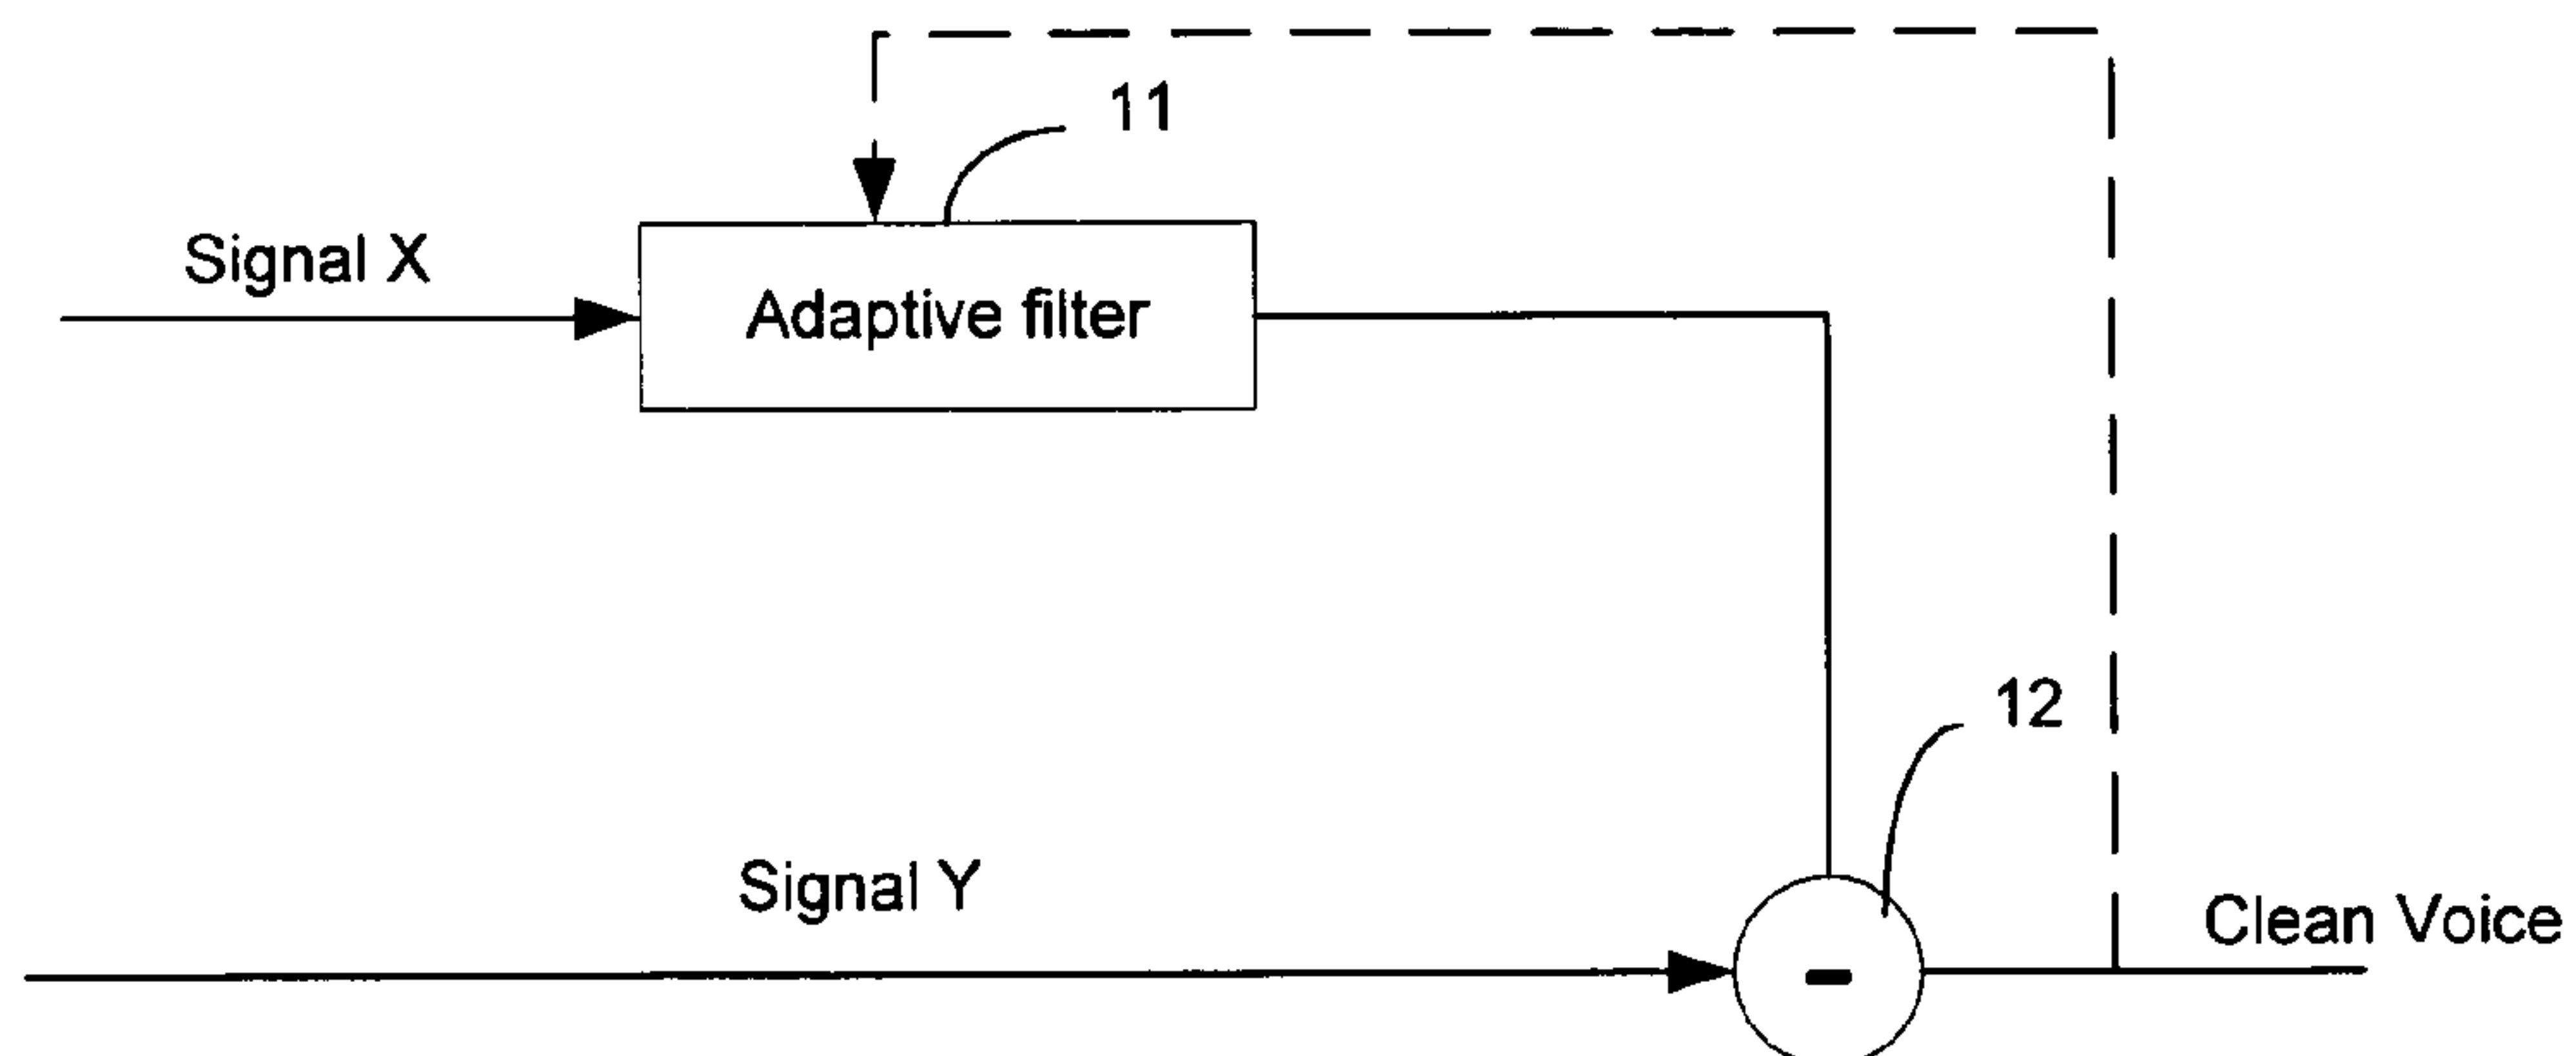 11
Signal X
Adaptive filter
12
Signal Y
Clean Voice
-